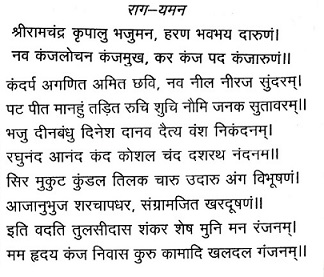 राग-यमन
श्रीरामचंद्र कृपालु भजुमन, हरण भवभय दारुणं।
नव कंजलोचन कंजमुख, कर कंज पद कंजारुणं॥
कंदर्प अगणित अमित छवि, नव नील नीरज सुंदरम्।
पट पीत मानहुं तड़ित रुचि शुचि नौमि जनक सुतावरम्॥
भजु दीनबंधु दिनेश दानव दैत्य वंश निकंदनम्।
रघुनंद आनंद कंद कोशल चंद दशरथ नंदनम॥
सिर मुकुट कुंडल तिलक चारु उदारु अंग विभूषणं।
आजानुभुज शरचापधर, संग्रामजित खरदूषणं॥
इति वदति तुलसीदास शंकर शेष मुनि मन रंजनम्।
मम हृदय कंज निवास कुरु कामादि खलदल गंजनम्॥